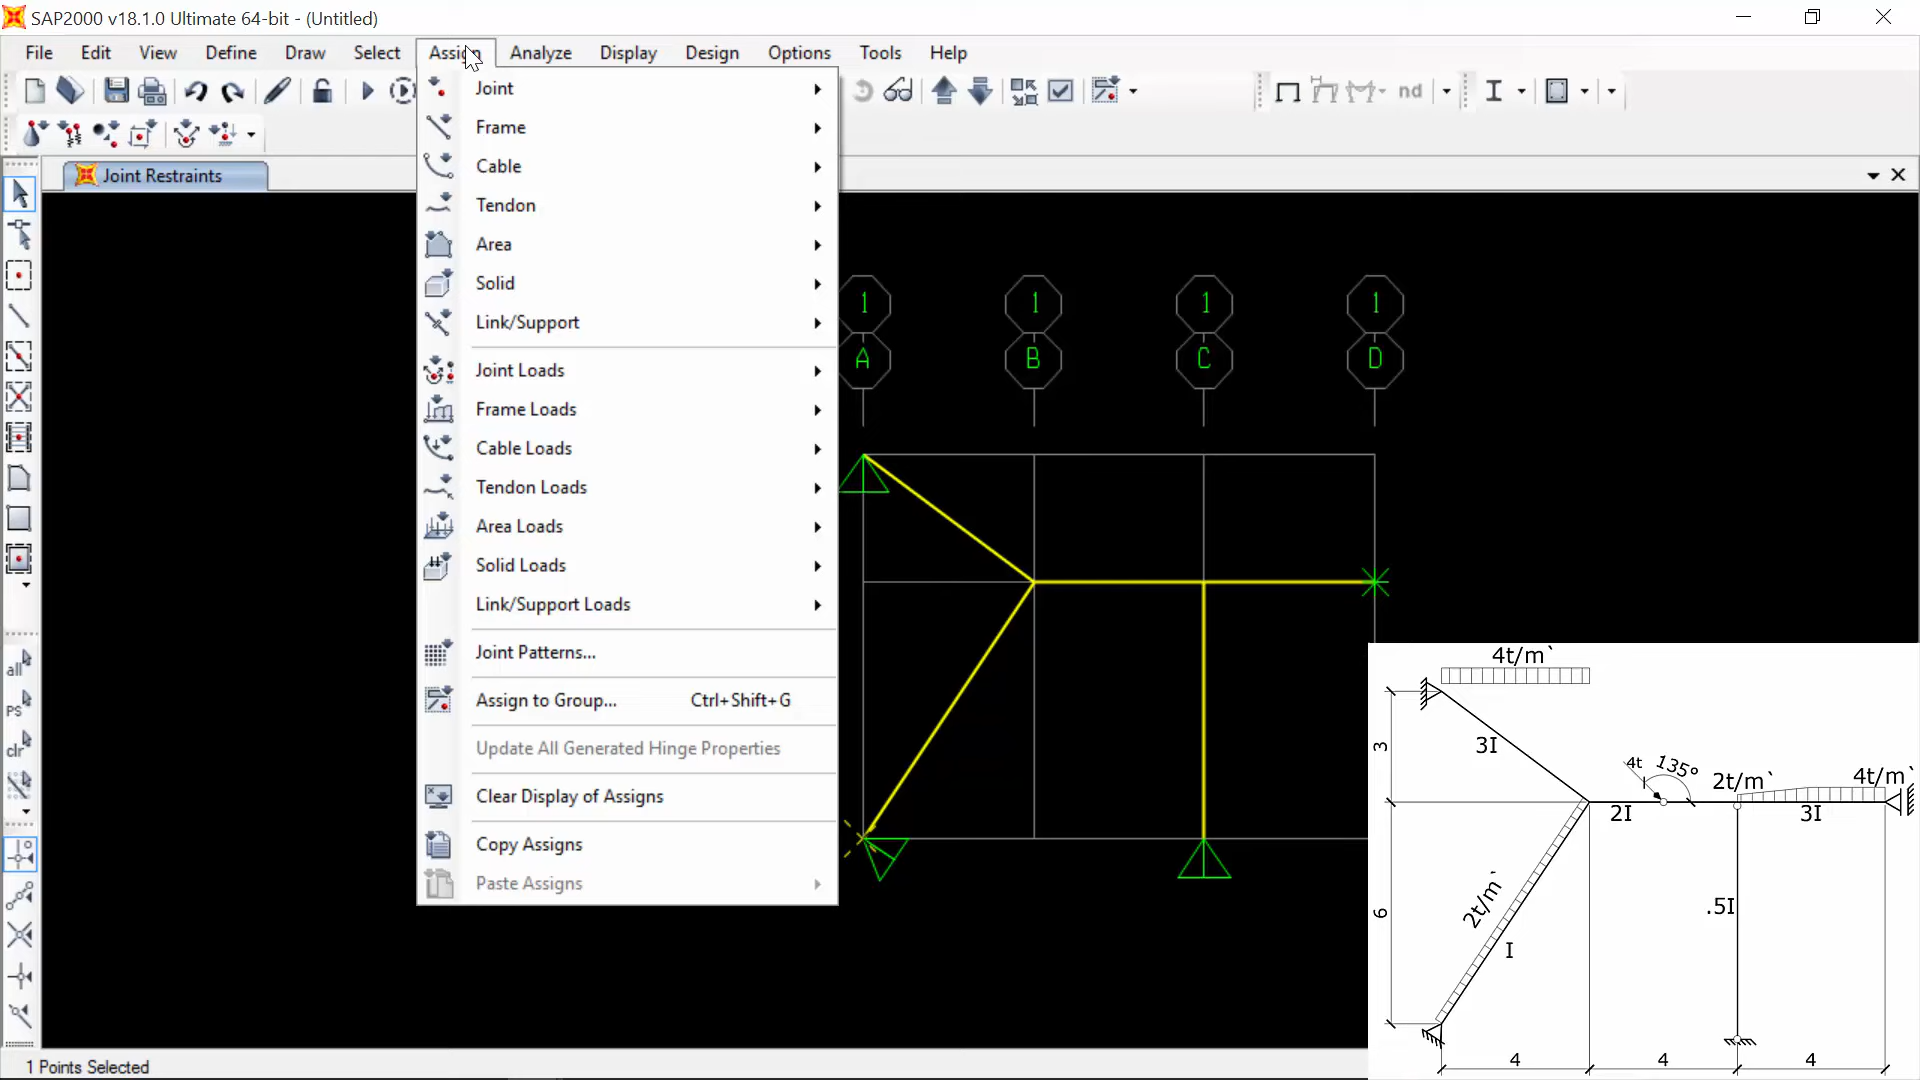 SAP2000 v18.1.0 Ultimate 64-bit - (Untitled)
File Edit View Define Draw Select Assign Analyze Display Design Options Tools Help
nd
Joint Restraints
Joint
Frame
Cable
Tendon
Area
Solid
Link/Support
Joint Loads
Frame Loads
Cable Loads
Tendon Loads
Area Loads
Solid Loads
Link/Support Loads
Joint Patterns...
Assign to Group... Ctrl+Shift+G
Update All Generated Hinge Properties
Clear Display of Assigns
Copy Assigns
Paste Assigns
all
PS
clr
1 1 1 1
A B C D
4t/m`
3
3I
4t 135°
2t/m` 4t/m`
2I 3I
6
2t/m`
.5I
I
4 4 4
1 Points Selected